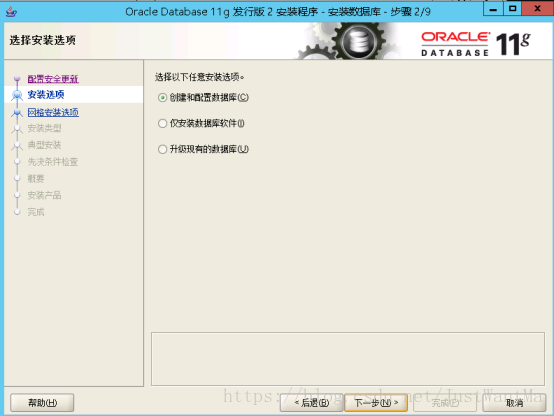 Oracle Database 11g 发行版 2 安装程序 - 安装数据库 - 步骤 2/9
选择安装选项
ORACLE
DATABASE 11g
配置安全更新
安装选项
网格安装选项
安装类型
典型安装
先决条件检查
概要
安装产品
完成
选择以下任意安装选项。
创建和配置数据库(C)
仅安装数据库软件(I)
升级现有的数据库(U)
帮助(H)
< 后退(B)
下一步(N) >
完成(F)
取消